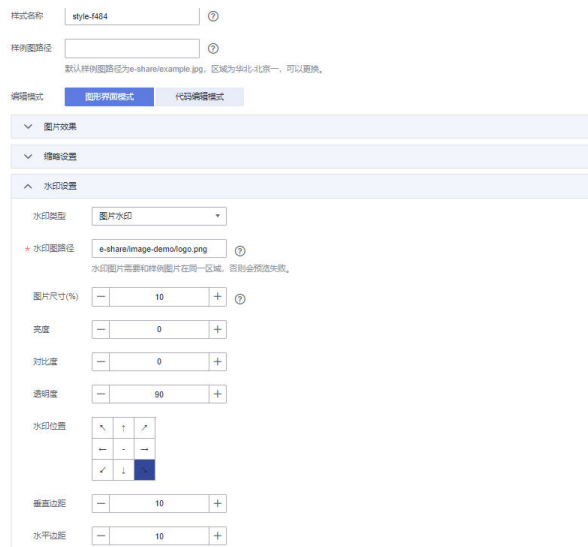 样式名称 style-f484
样例图路径
默认样例图路径为e-share/example.jpg，区域为华北-北京一，可以更换。
编辑模式 图形界面模式 代码编辑模式
图片效果
缩略设置
水印设置
水印类型 图片水印
* 水印图路径 e-share/image-demo/logo.png
水印图片需要和样例图片在同一区域，否则会预览失败。
图片尺寸(%) — 10 +
亮度 — 0 +
对比度 — 0 +
透明度 — 90 +
水印位置 ↖ ↑ ↗
← - →
↙ ↓ ↘
垂直边距 — 10 +
水平边距 — 10 +